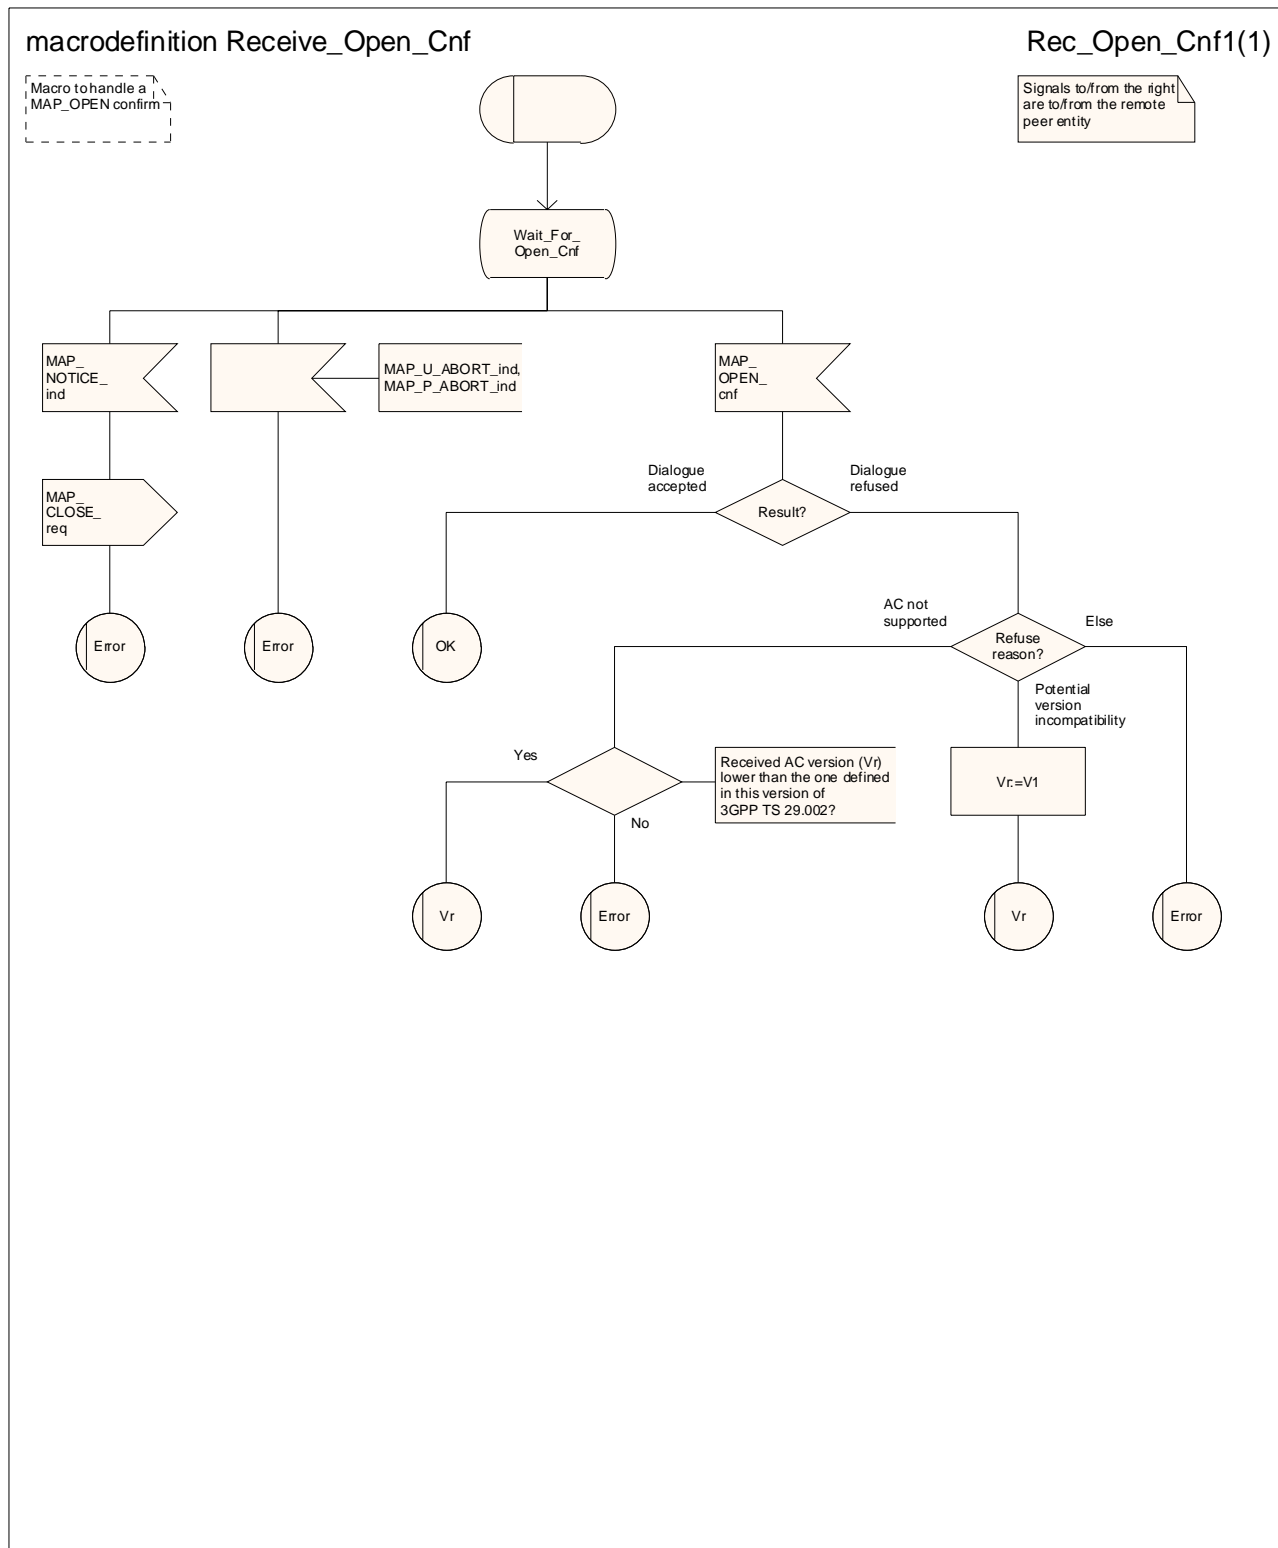 macrodefinition Receive_Open_Cnf
Rec_Open_Cnf1(1)
Macro to handle a
MAP_OPEN confirm
Signals to/from the right
are to/from the remote
peer entity
Wait_For_
Open_Cnf
MAP_
NOTICE_
ind
MAP_U_ABORT_ind,
MAP_P_ABORT_ind
MAP_
OPEN_
cnf
MAP_
CLOSE_
req
Dialogue
accepted
Result?
Dialogue
refused
Error
Error
OK
AC not
supported
Refuse
reason?
Else
Potential
version
incompatibility
Yes
No
Received AC version (Vr)
lower than the one defined
in this version of
3GPP TS 29.002?
Vr:=V1
Vr
Error
Vr
Error